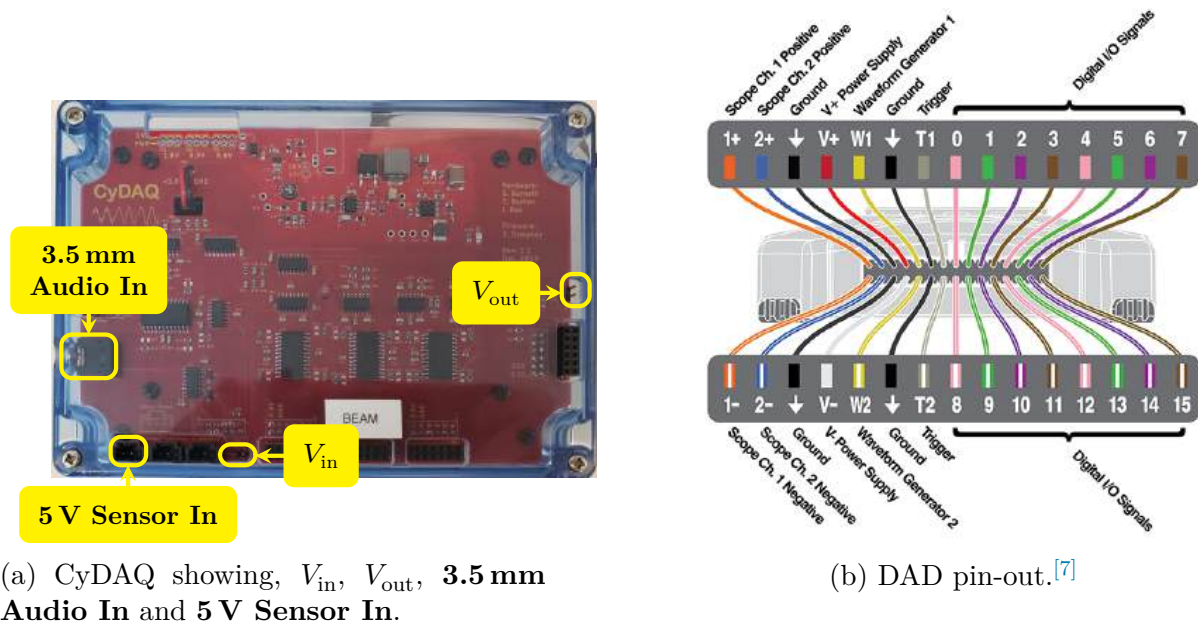 3.5 mm
Audio In
V_out
V_in
5 V Sensor In
CyDAQ
BEAM
(a) CyDAQ showing, V_in, V_out, 3.5 mm
Audio In and 5 V Sensor In.
Scope Ch. 1 Positive
Scope Ch. 2 Positive
Ground
V+ Power Supply
Waveform Generator 1
Ground
Trigger
Digital I/O Signals
1+ 2+ ↓ V+ W1 ↓ T1 0 1 2 3 4 5 6 7
1- 2- ↓ V- W2 ↓ T2 8 9 10 11 12 13 14 15
Scope Ch. 1 Negative
Scope Ch. 2 Negative
Ground
V- Power Supply
Waveform Generator 2
Ground
Trigger
Digital I/O Signals
(b) DAD pin-out.[7]